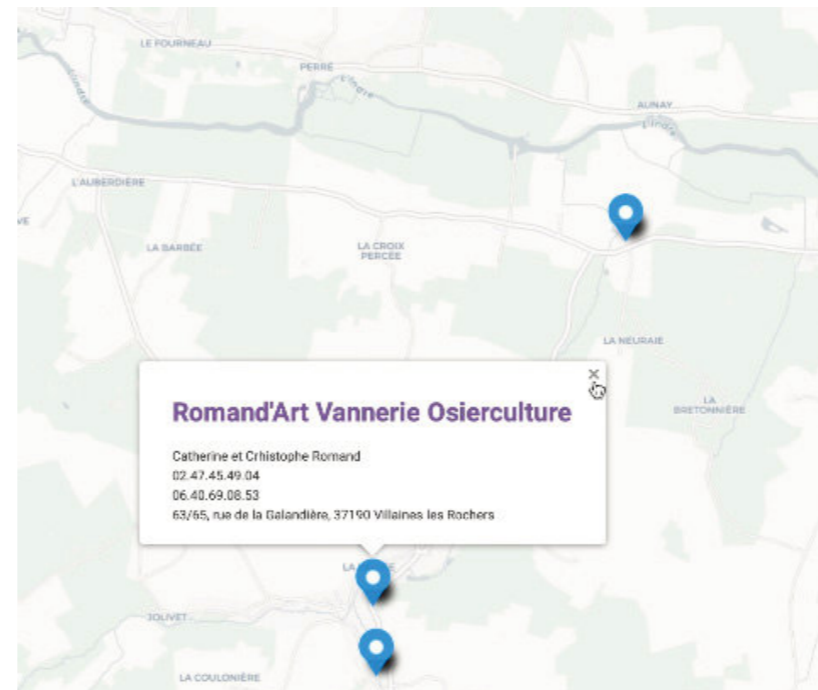 LE FOURNEAU
PERRÉ
L'Indre
L'Indre
AUNAY
L'Indre
L'AUBERDIÈRE
VE
LA BARBÉE
LA CROIX
PERCÉE
LA NEURAIE
LA
BRETONNIÈRE
×
Romand'Art Vannerie Osierculture
Catherine et Crhistophe Romand
02.47.45.49.04
06.40.69.08.53
63/65, rue de la Galandière, 37190 Villaines les Rochers
JOLIVET
LA COULONIÈRE